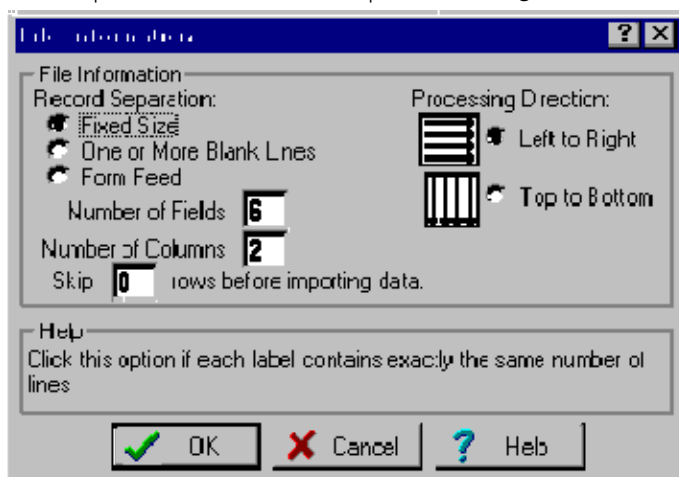 File Information
? X
File Information
Record Separation:
Fixed Size
One or More Blank Lines
Form Feed
Number of Fields 6
Number of Columns 2
Skip 0 rows before importing data.
Processing Direction:
Left to Right
Top to Bottom
Help
Click this option if each label contains exactly the same number of
lines
OK
Cancel
? Help